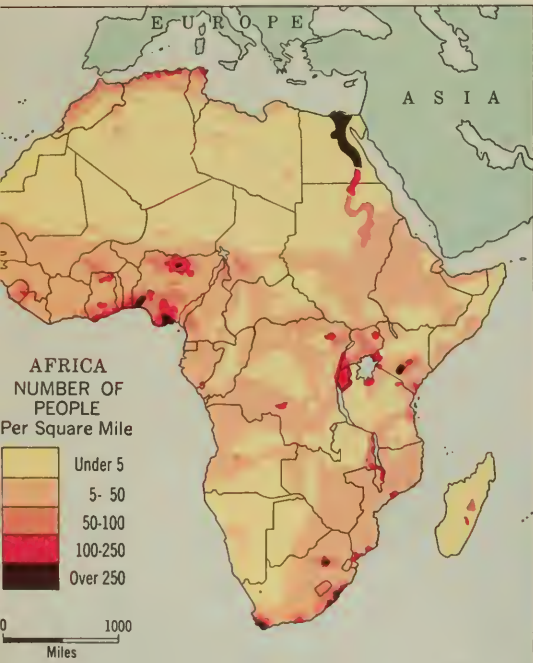 EUROPE
ASIA
AFRICA
NUMBER OF
PEOPLE
Per Square Mile
Under 5
5- 50
50-100
100-250
Over 250
0 1000
Miles